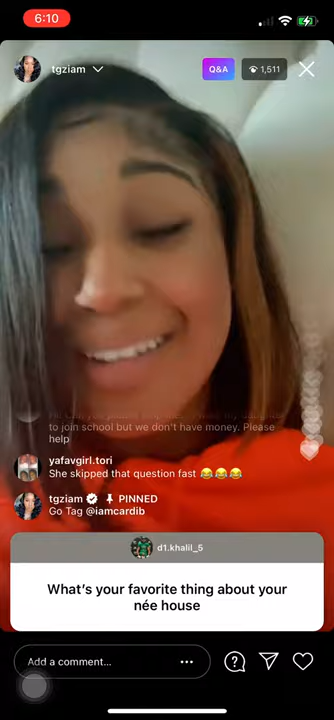 6:10
tgziam
Q&A
1,511
to join school but we don't have money. Please
help
yafavgirl.tori
She skipped that question fast 😂😂😂
tgziam PINNED
Go Tag @iamcardib
d1.khalil_5
What's your favorite thing about your
née house
Add a comment...